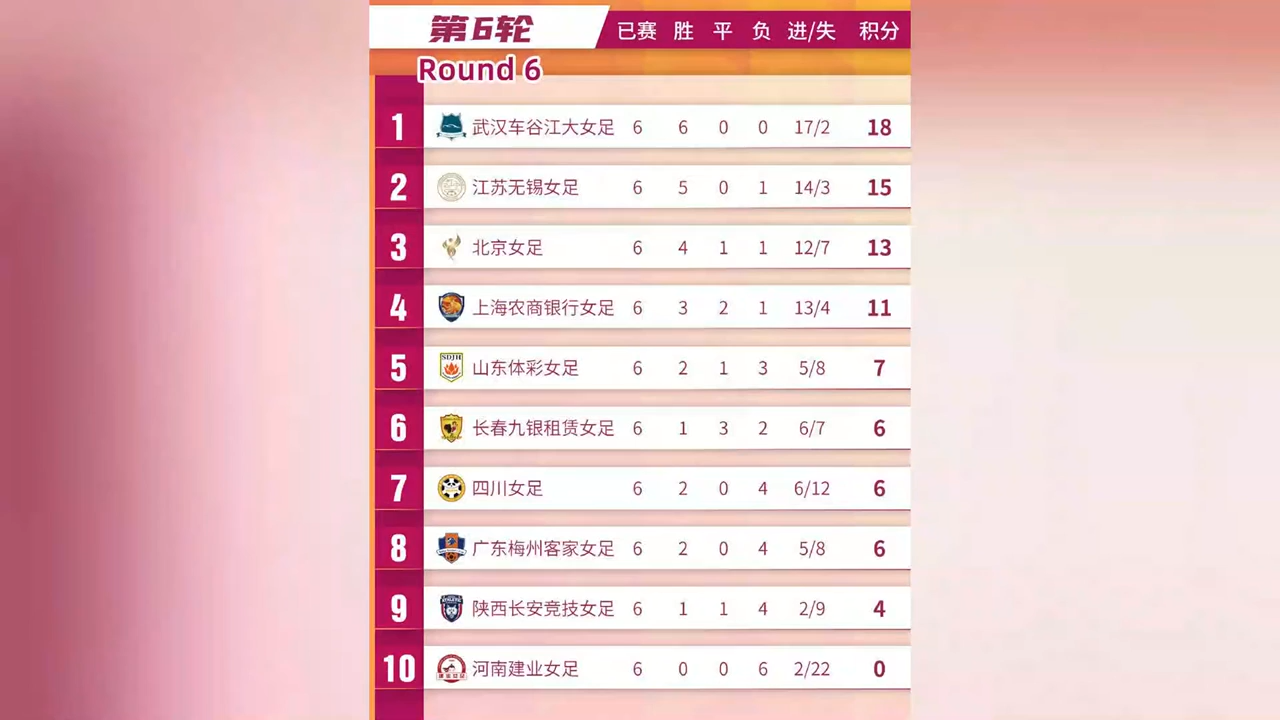 第6轮 已赛 胜 平 负 进/失 积分
Round 6
1 武汉车谷江大女足 6 6 0 0 17/2 18
2 江苏无锡女足 6 5 0 1 14/3 15
3 北京女足 6 4 1 1 12/7 13
4 上海农商银行女足 6 3 2 1 13/4 11
5 SDJH 山东体彩女足 6 2 1 3 5/8 7
6 长春九银租赁女足 6 1 3 2 6/7 6
7 四川女足 6 2 0 4 6/12 6
8 广东梅州客家女足 6 2 0 4 5/8 6
9 陕西长安竞技女足 6 1 1 4 2/9 4
10 河南建业女足 6 0 0 6 2/22 0